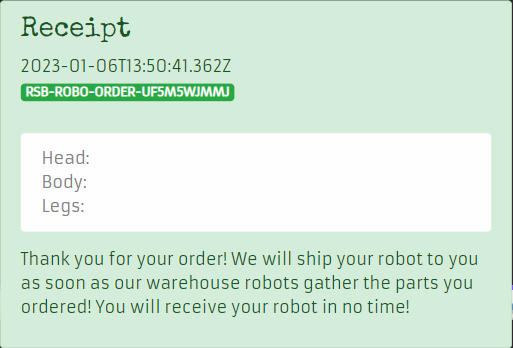 Receipt
2023-01-06T13:50:41.362Z
RSB-ROBO-ORDER-UF5M5WJMMJ
Head:
Body:
Legs:
Thank you for your order! We will ship your robot to you
as soon as our warehouse robots gather the parts you
ordered! You will receive your robot in no time!